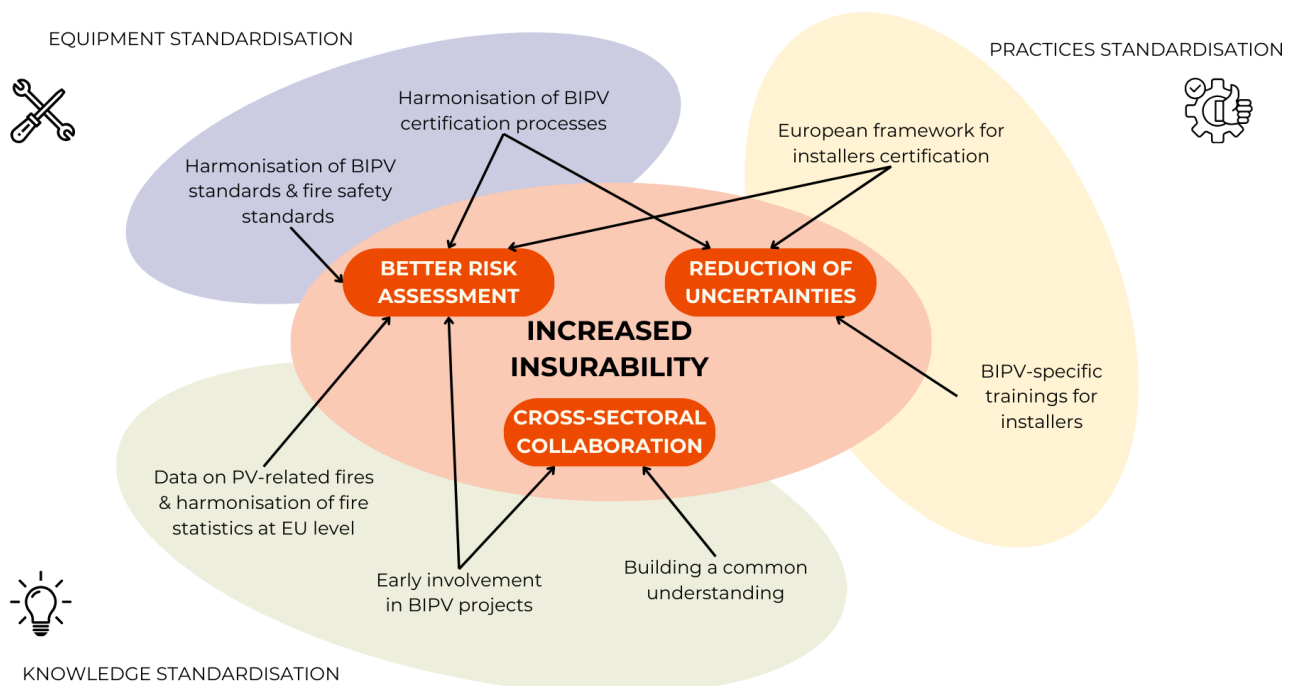 EQUIPMENT STANDARDISATION
PRACTICES STANDARDISATION
Harmonisation of BIPV
certification processes
European framework for
installers certification
Harmonisation of BIPV
standards & fire safety
standards
BETTER RISK
ASSESSMENT
REDUCTION OF
UNCERTAINTIES
INCREASED
INSURABILITY
BIPV-specific
trainings for
installers
CROSS-SECTORAL
COLLABORATION
Data on PV-related fires
& harmonisation of fire
statistics at EU level
Early involvement
in BIPV projects
Building a common
understanding
KNOWLEDGE STANDARDISATION